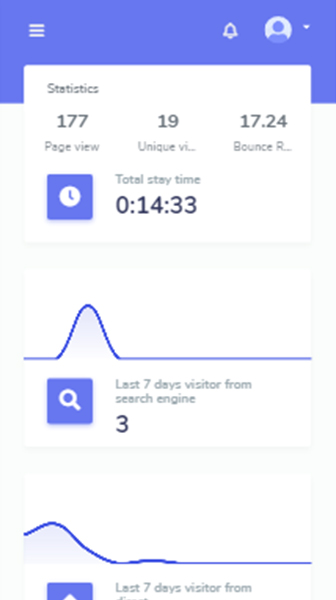 Statistics
177 19 17.24
Page view Unique vi... Bounce R...
Total stay time
0:14:33
Last 7 days visitor from
search engine
3
Last 7 days visitor from